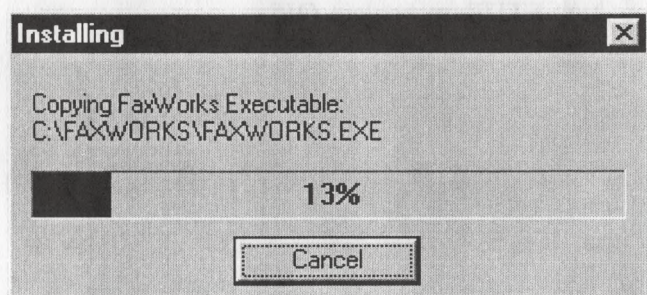 Installing
Copying FaxWorks Executable:
C:\FAXWORKS\FAXWORKS.EXE
13%
Cancel